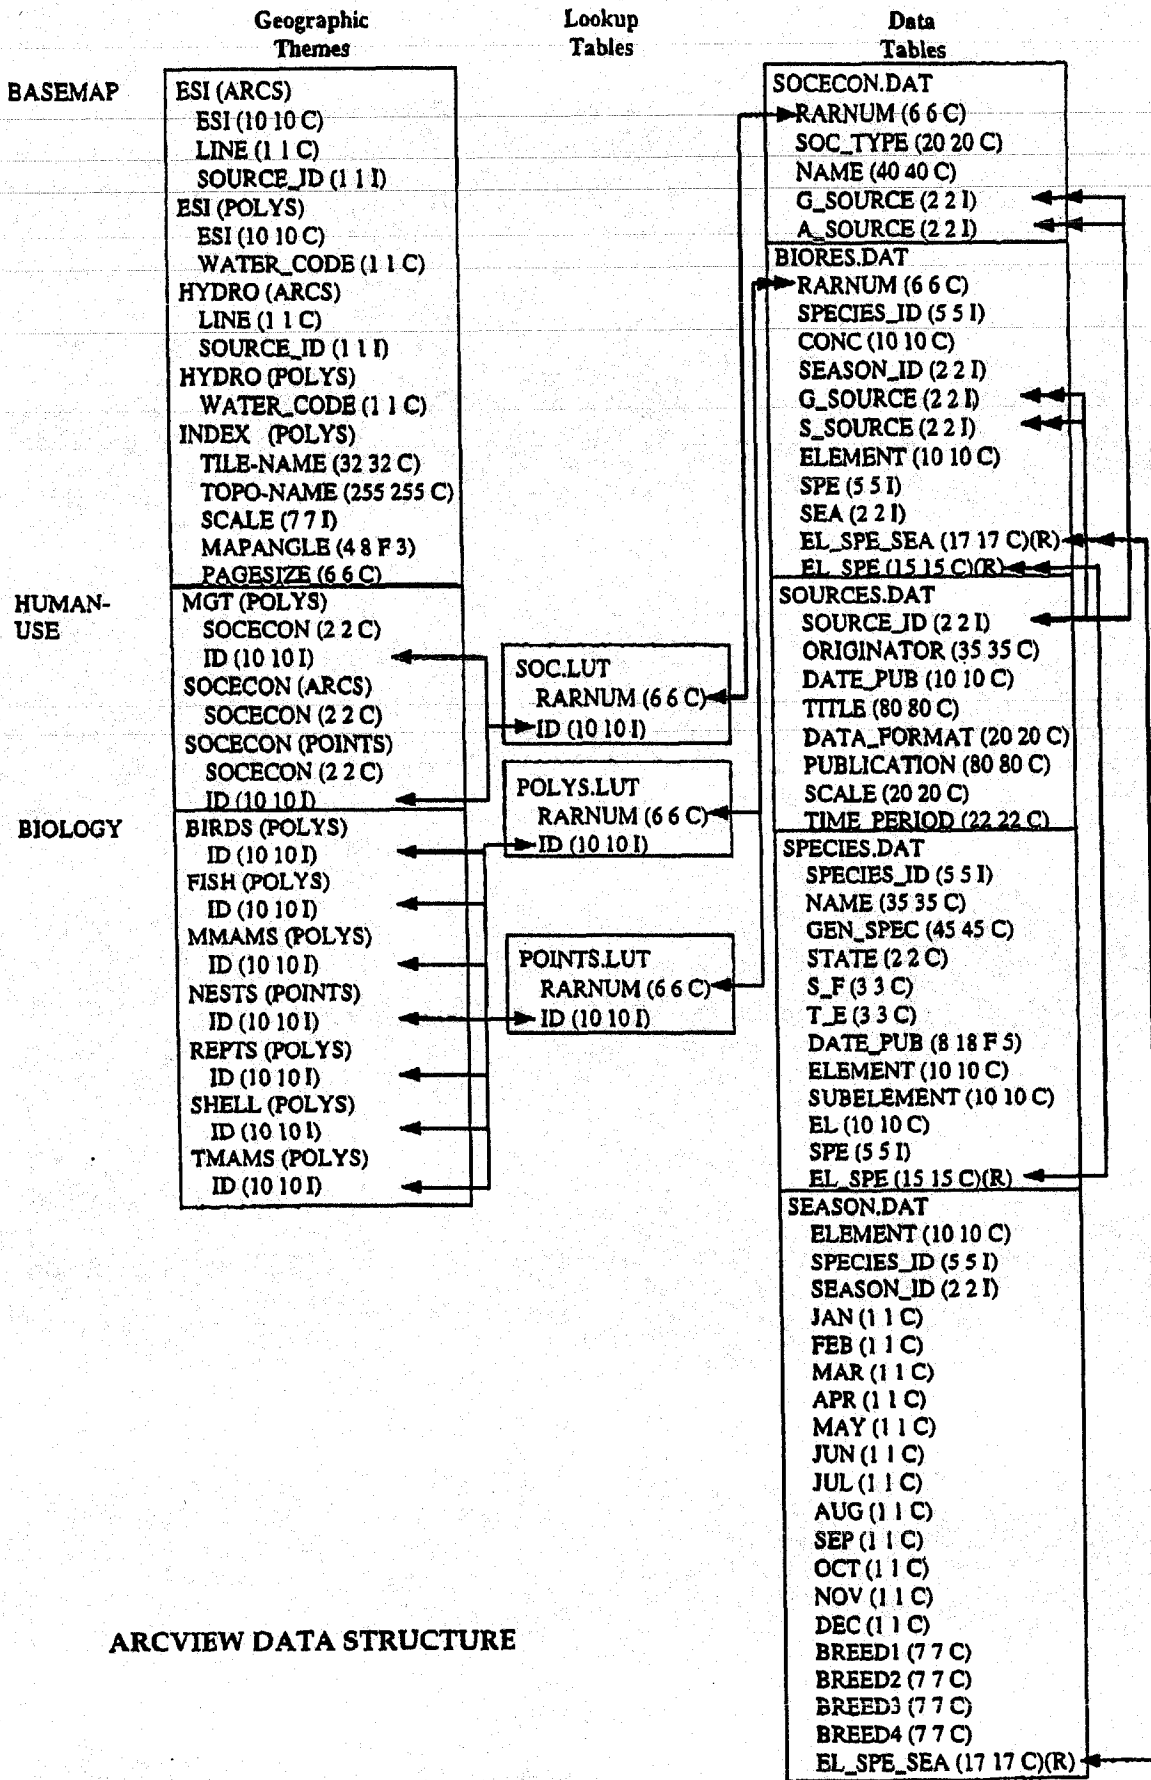 Geographic
Themes
Lookup
Tables
Data
Tables
BASEMAP
ESI (ARCS)
ESI (10 10 C)
LINE (1 1 C)
SOURCE_ID (1 1 I)
ESI (POLYS)
ESI (10 10 C)
WATER_CODE (1 1 C)
HYDRO (ARCS)
LINE (1 1 C)
SOURCE_ID (1 1 I)
HYDRO (POLYS)
WATER_CODE (1 1 C)
INDEX (POLYS)
TILE-NAME (32 32 C)
TOPO-NAME (255 255 C)
SCALE (7 7 I)
MAPANGLE (4 8 F 3)
PAGESIZE (6 6 C)
HUMAN-
USE
MGT (POLYS)
SOCECON (2 2 C)
ID (10 10 I)
SOCECON (ARCS)
SOCECON (2 2 C)
SOCECON (POINTS)
SOCECON (2 2 C)
ID (10 10 I)
BIOLOGY
BIRDS (POLYS)
ID (10 10 I)
FISH (POLYS)
ID (10 10 I)
MMAMS (POLYS)
ID (10 10 I)
NESTS (POINTS)
ID (10 10 I)
REPTS (POLYS)
ID (10 10 I)
SHELL (POLYS)
ID (10 10 I)
TMAMS (POLYS)
ID (10 10 I)
SOC.LUT
RARNUM (6 6 C)
ID (10 10 I)
POLYS.LUT
RARNUM (6 6 C)
ID (10 10 I)
POINTS.LUT
RARNUM (6 6 C)
ID (10 10 I)
SOCECON.DAT
RARNUM (6 6 C)
SOC_TYPE (20 20 C)
NAME (40 40 C)
G_SOURCE (2 2 I)
A_SOURCE (2 2 I)
BIORES.DAT
RARNUM (6 6 C)
SPECIES_ID (5 5 I)
CONC (10 10 C)
SEASON_ID (2 2 I)
G_SOURCE (2 2 I)
S_SOURCE (2 2 I)
ELEMENT (10 10 C)
SPE (5 5 I)
SEA (2 2 I)
EL_SPE_SEA (17 17 C)(R)
EL_SPE (15 15 C)(R)
SOURCES.DAT
SOURCE_ID (2 2 I)
ORIGINATOR (35 35 C)
DATE_PUB (10 10 C)
TITLE (80 80 C)
DATA_FORMAT (20 20 C)
PUBLICATION (80 80 C)
SCALE (20 20 C)
TIME_PERIOD (22 22 C)
SPECIES.DAT
SPECIES_ID (5 5 I)
NAME (35 35 C)
GEN_SPEC (45 45 C)
STATE (2 2 C)
S_F (3 3 C)
T_E (3 3 C)
DATE_PUB (8 18 F 5)
ELEMENT (10 10 C)
SUBELEMENT (10 10 C)
EL (10 10 C)
SPE (5 5 I)
EL_SPE (15 15 C)(R)
SEASON.DAT
ELEMENT (10 10 C)
SPECIES_ID (5 5 I)
SEASON_ID (2 2 I)
JAN (1 1 C)
FEB (1 1 C)
MAR (1 1 C)
APR (1 1 C)
MAY (1 1 C)
JUN (1 1 C)
JUL (1 1 C)
AUG (1 1 C)
SEP (1 1 C)
OCT (1 1 C)
NOV (1 1 C)
DEC (1 1 C)
BREED1 (7 7 C)
BREED2 (7 7 C)
BREED3 (7 7 C)
BREED4 (7 7 C)
EL_SPE_SEA (17 17 C)(R)
ARCVIEW DATA STRUCTURE